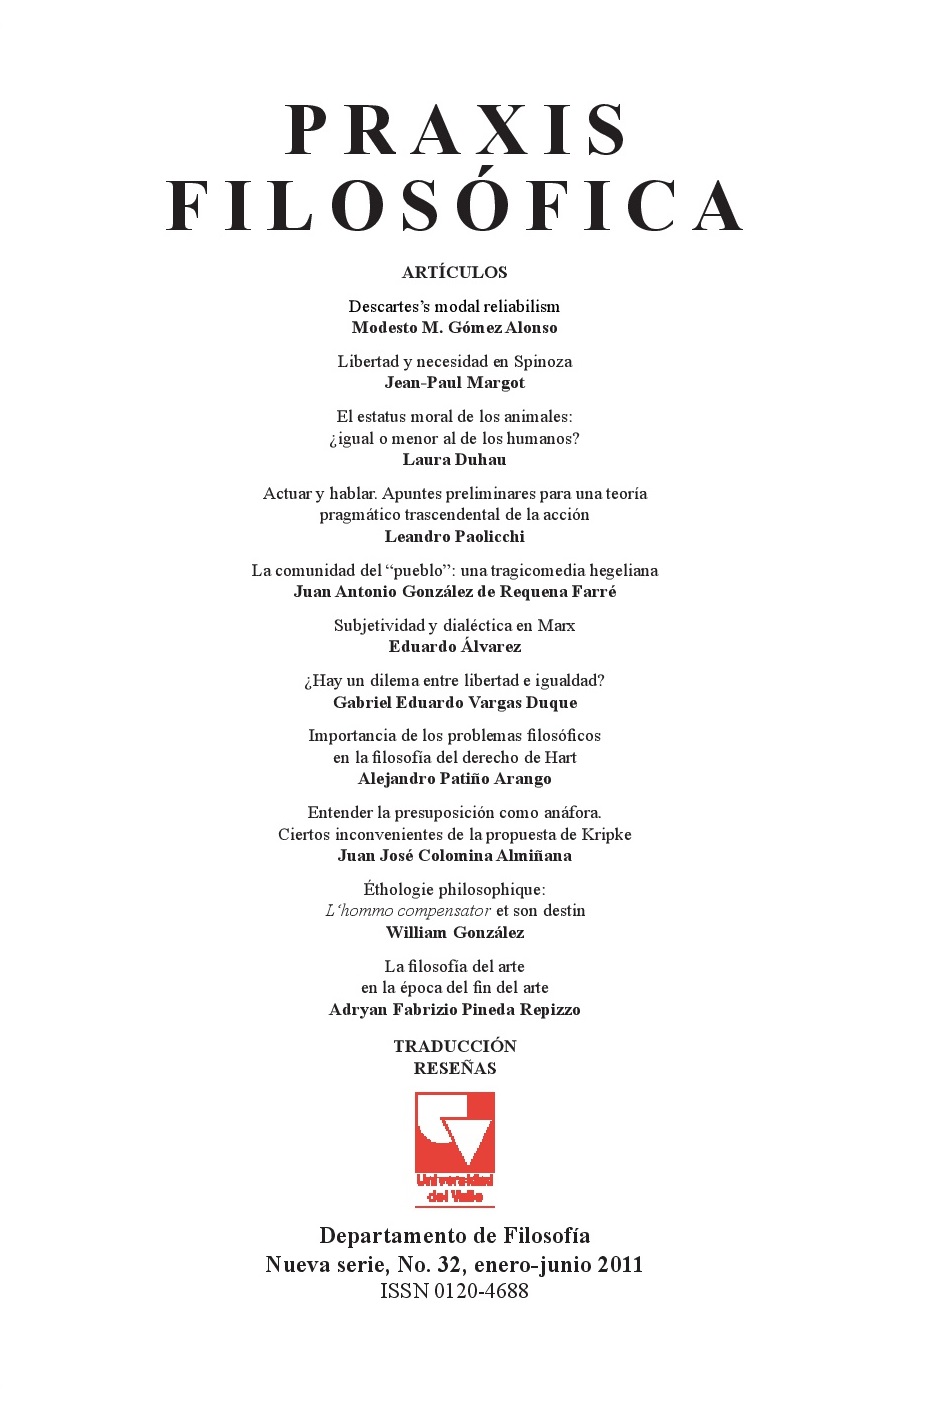 PRAXIS
FILOSÓFICA
ARTÍCULOS
Descartes's modal reliabilism
Modesto M. Gómez Alonso
Libertad y necesidad en Spinoza
Jean-Paul Margot
El estatus moral de los animales:
¿igual o menor al de los humanos?
Laura Duhau
Actuar y hablar. Apuntes preliminares para una teoría
pragmático trascendental de la acción
Leandro Paolicchi
La comunidad del “pueblo”: una tragicomedia hegeliana
Juan Antonio González de Requena Farré
Subjetividad y dialéctica en Marx
Eduardo Álvarez
¿Hay un dilema entre libertad e igualdad?
Gabriel Eduardo Vargas Duque
Importancia de los problemas filosóficos
en la filosofía del derecho de Hart
Alejandro Patiño Arango
Entender la presuposición como anáfora.
Ciertos inconvenientes de la propuesta de Kripke
Juan José Colomina Almiñana
Éthologie philosophique:
L‘hommo compensator et son destin
William González
La filosofía del arte
en la época del fin del arte
Adryan Fabrizio Pineda Repizzo
TRADUCCIÓN
RESEÑAS
Universidad
del Valle
Departamento de Filosofía
Nueva serie, No. 32, enero-junio 2011
ISSN 0120-4688